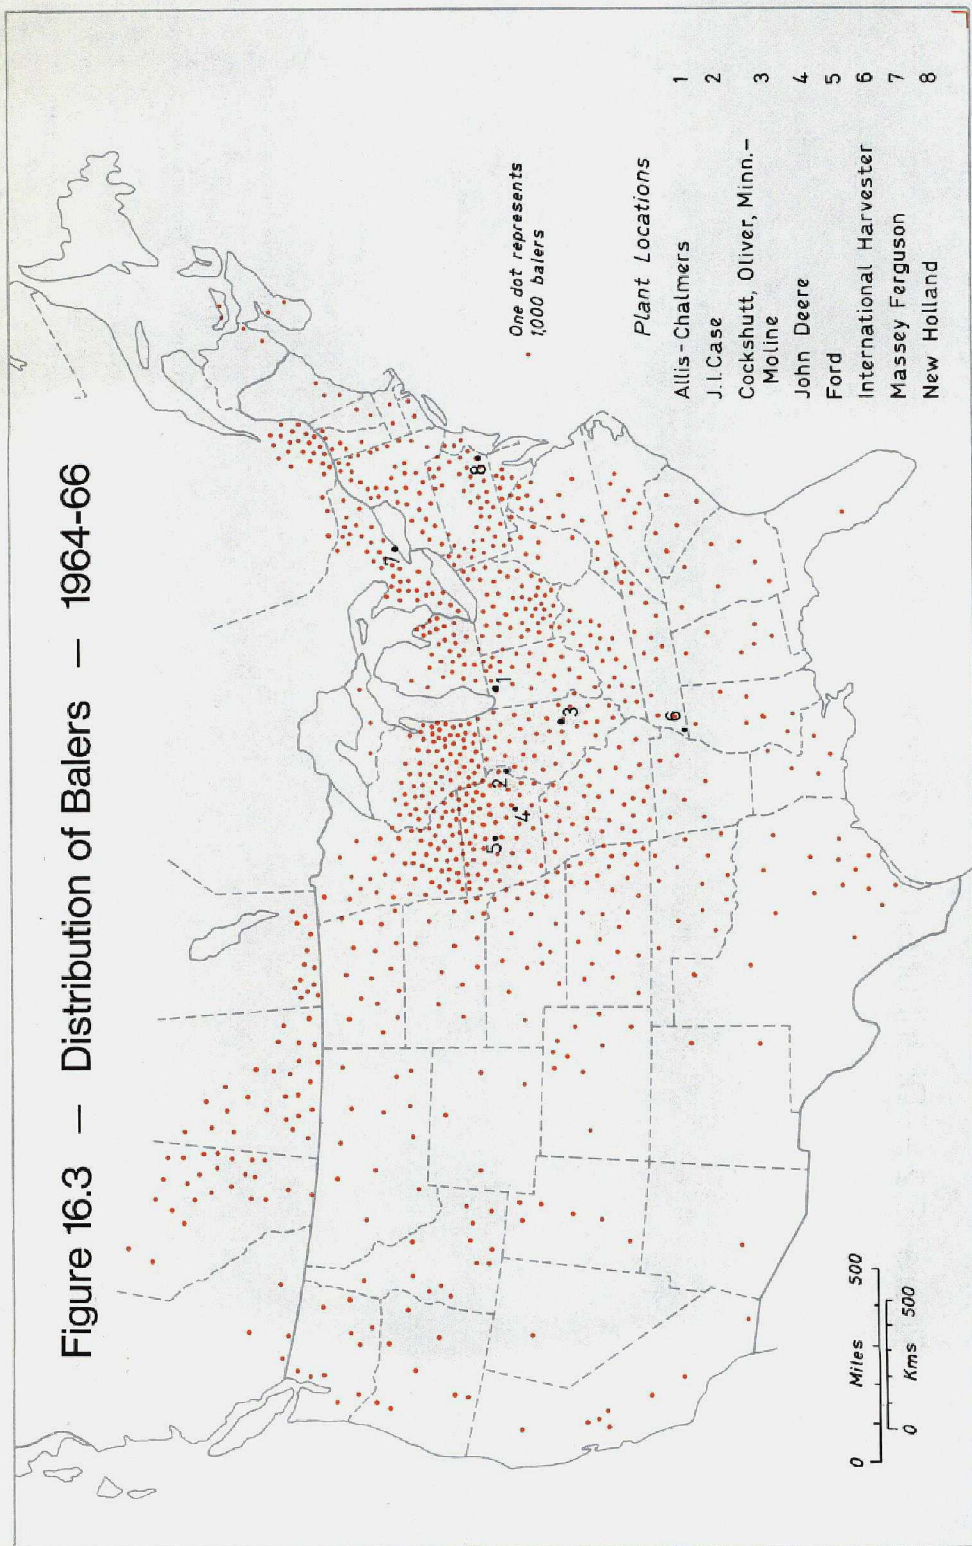 Figure 16.3 — Distribution of Balers — 1964-66
7
8
1
3
6
2
4
5
One dot represents
1,000 balers
Plant Locations
Allis-Chalmers 1
J.I.Case 2
Cockshutt, Oliver, Minn.-
Moline 3
John Deere 4
Ford 5
International Harvester 6
Massey Ferguson 7
New Holland 8
0 Miles 500
0 Kms 500